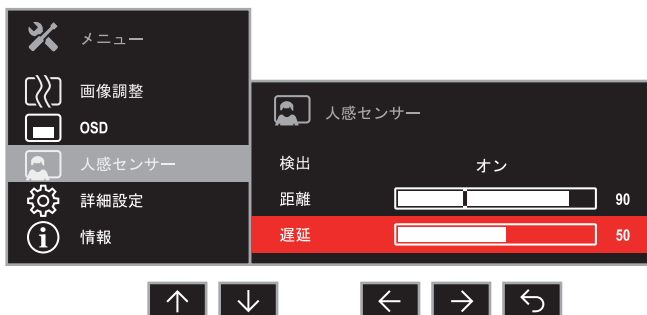 メニュー
画像調整
OSD
人感センサー
詳細設定
情報
人感センサー
検出 オン
距離 90
遅延 50